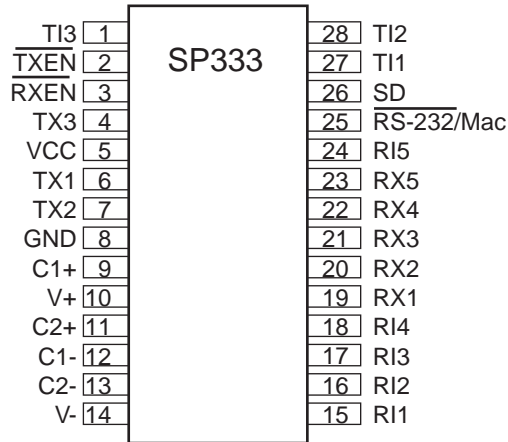 TI3 1 28 TI2
TXEN 2 SP333 27 TI1
RXEN 3 26 SD
TX3 4 25 RS-232/Mac
VCC 5 24 RI5
TX1 6 23 RX5
TX2 7 22 RX4
GND 8 21 RX3
C1+ 9 20 RX2
V+ 10 19 RX1
C2+ 11 18 RI4
C1- 12 17 RI3
C2- 13 16 RI2
V- 14 15 RI1